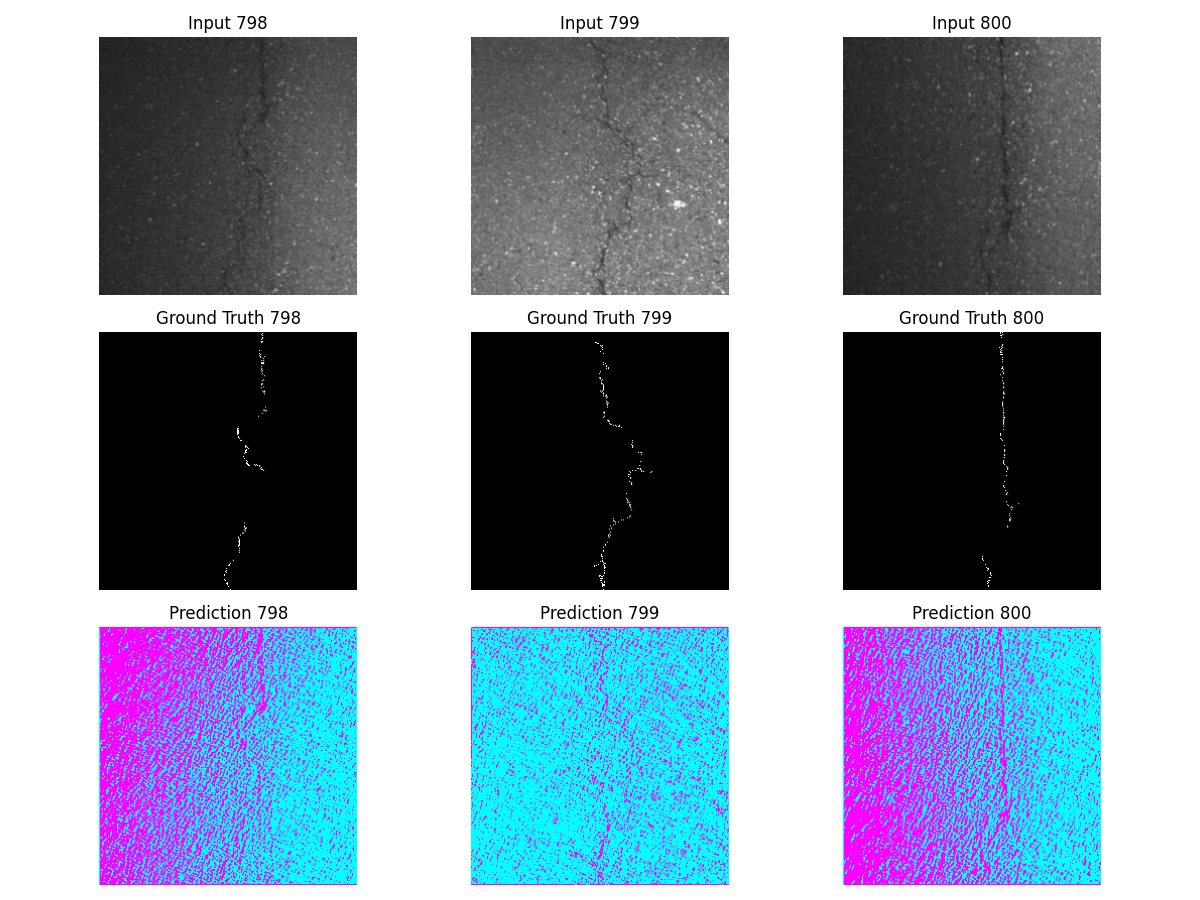 Input 798
Input 799
Input 800
Ground Truth 798
Ground Truth 799
Ground Truth 800
Prediction 798
Prediction 799
Prediction 800